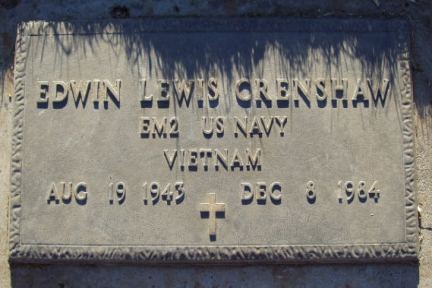 EDWIN LEWIS CRENSHAW
EM2 US NAVY
VIETNAM
AUG 19 1943 DEC 8 1984